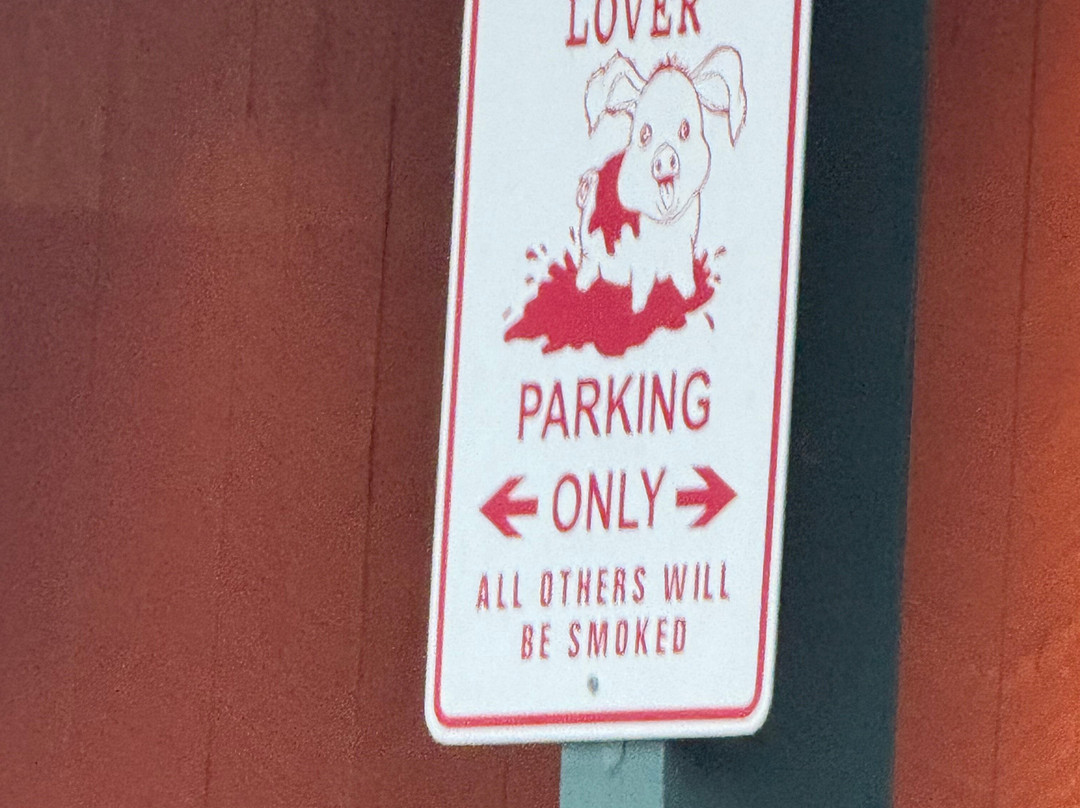 LOVER
PARKING
ONLY
ALL OTHERS WILL
BE SMOKED